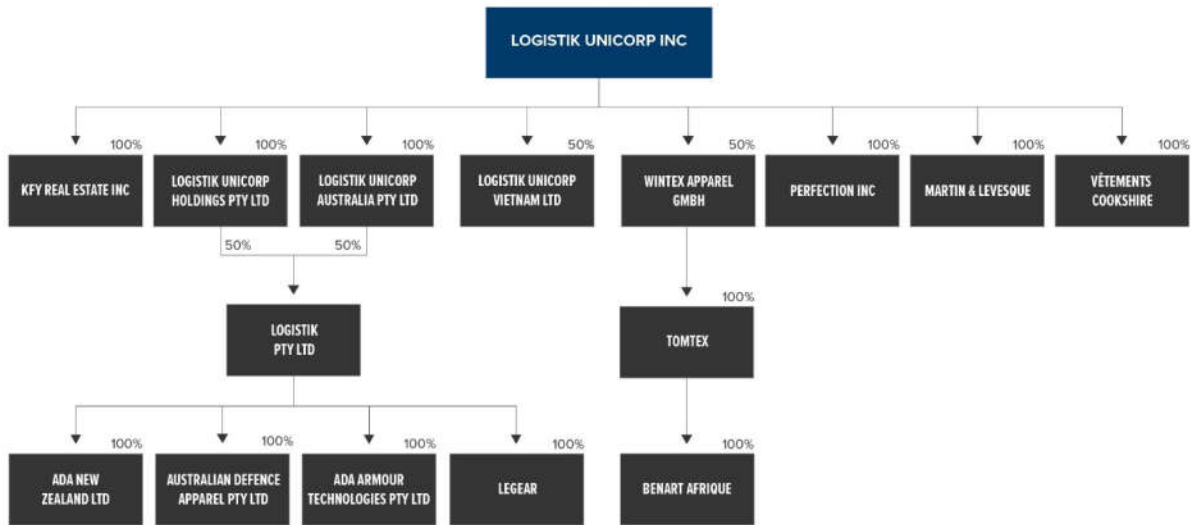 LOGISTIK UNICORP INC
100%
100%
100%
50%
50%
100%
100%
100%
KFY REAL ESTATE INC
LOGISTIK UNICORP
HOLDINGS PTY LTD
LOGISTIK UNICORP
AUSTRALIA PTY LTD
LOGISTIK UNICORP
VIETNAM LTD
WINTEX APPAREL
GMBH
PERFECTION INC
MARTIN & LEVESQUE
VÊTEMENTS
COOKSHIRE
50%
50%
100%
LOGISTIK
PTY LTD
TOMTEX
100%
100%
100%
100%
100%
ADA NEW
ZEALAND LTD
AUSTRALIAN DEFENCE
APPAREL PTY LTD
ADA ARMOUR
TECHNOLOGIES PTY LTD
LEGEAR
BENART AFRIQUE